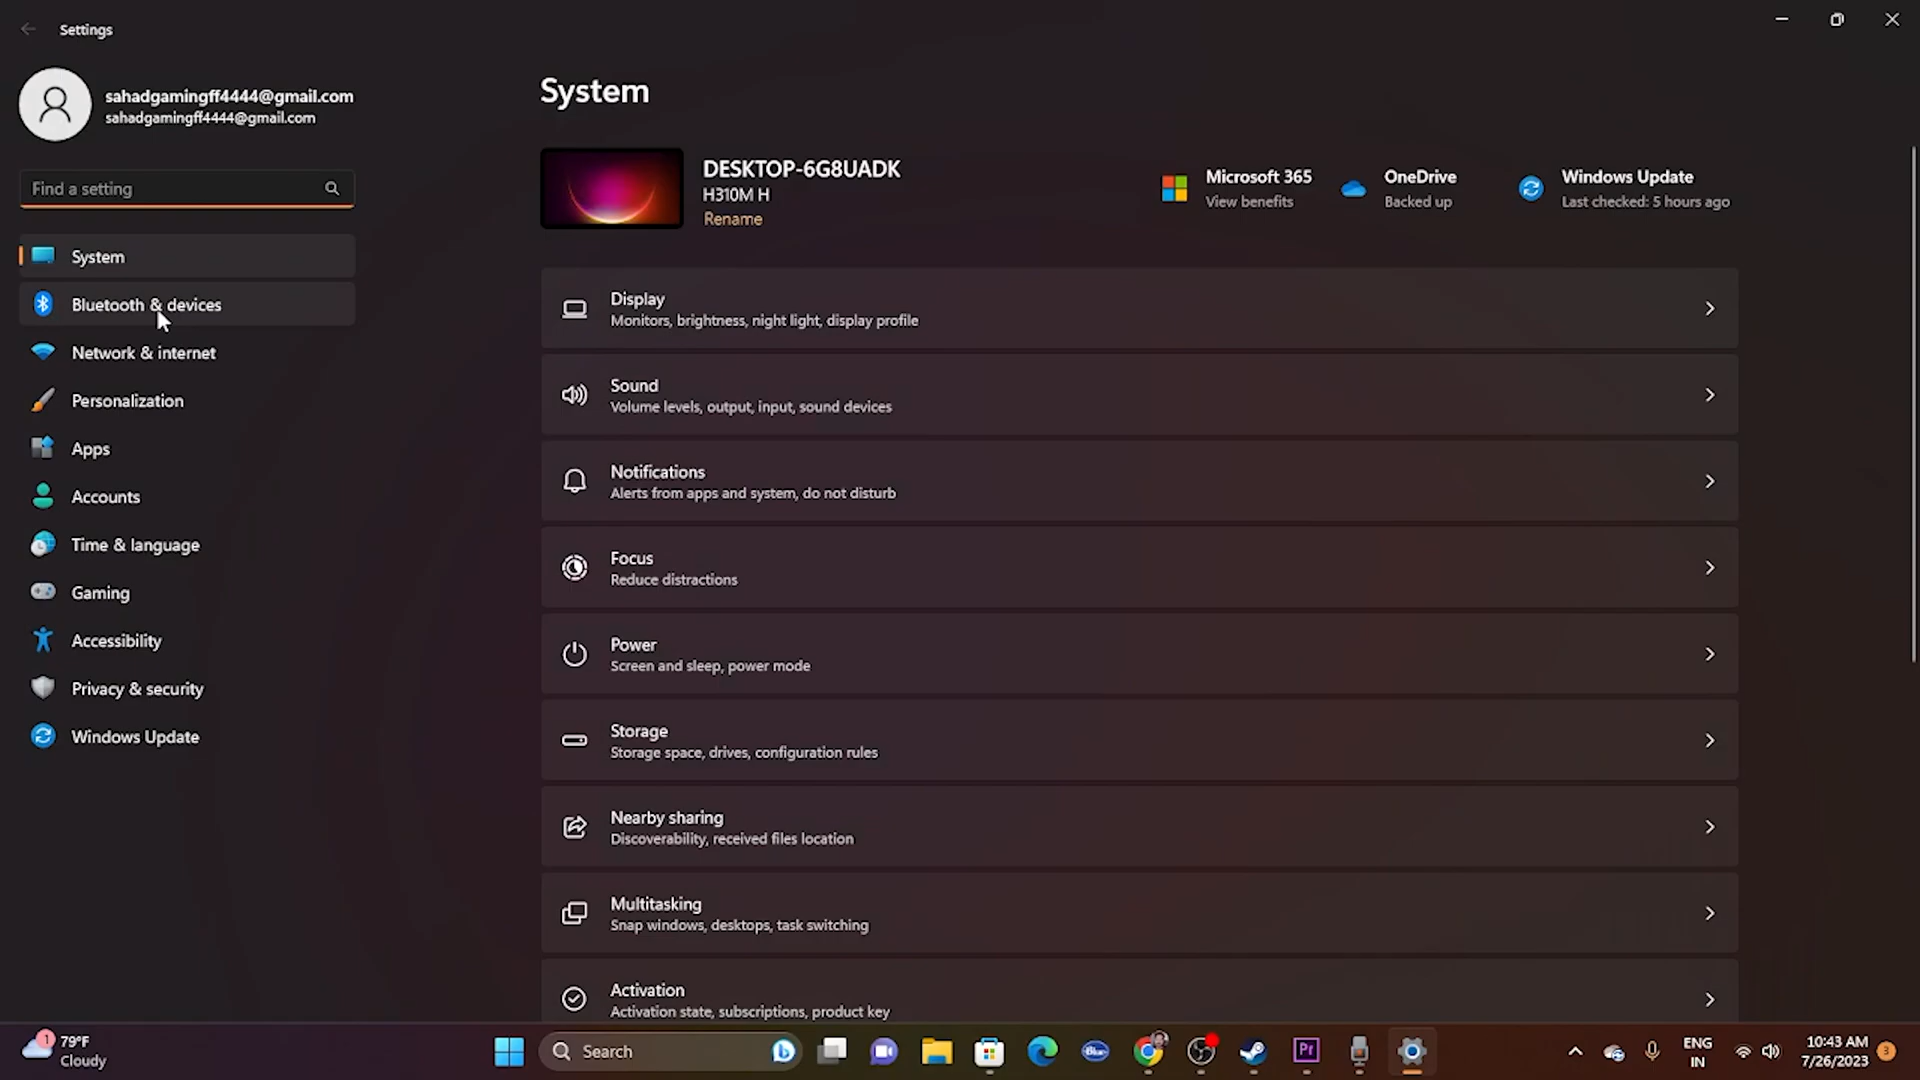 Settings
sahadgamingff4444@gmail.com
sahadgamingff4444@gmail.com
Find a setting
System
Bluetooth & devices
Network & internet
Personalization
Apps
Accounts
Time & language
Gaming
Accessibility
Privacy & security
Windows Update
System
DESKTOP-6G8UADK
H310M H
Rename
Microsoft 365
View benefits
OneDrive
Backed up
Windows Update
Last checked: 5 hours ago
Display
Monitors, brightness, night light, display profile
Sound
Volume levels, output, input, sound devices
Notifications
Alerts from apps and system, do not disturb
Focus
Reduce distractions
Power
Screen and sleep, power mode
Storage
Storage space, drives, configuration rules
Nearby sharing
Discoverability, received files location
Multitasking
Snap windows, desktops, task switching
Activation
Activation state, subscriptions, product key
1
79°F
Cloudy
Search
Blue
Pr
ENG
IN
10:43 AM
7/26/2023
3